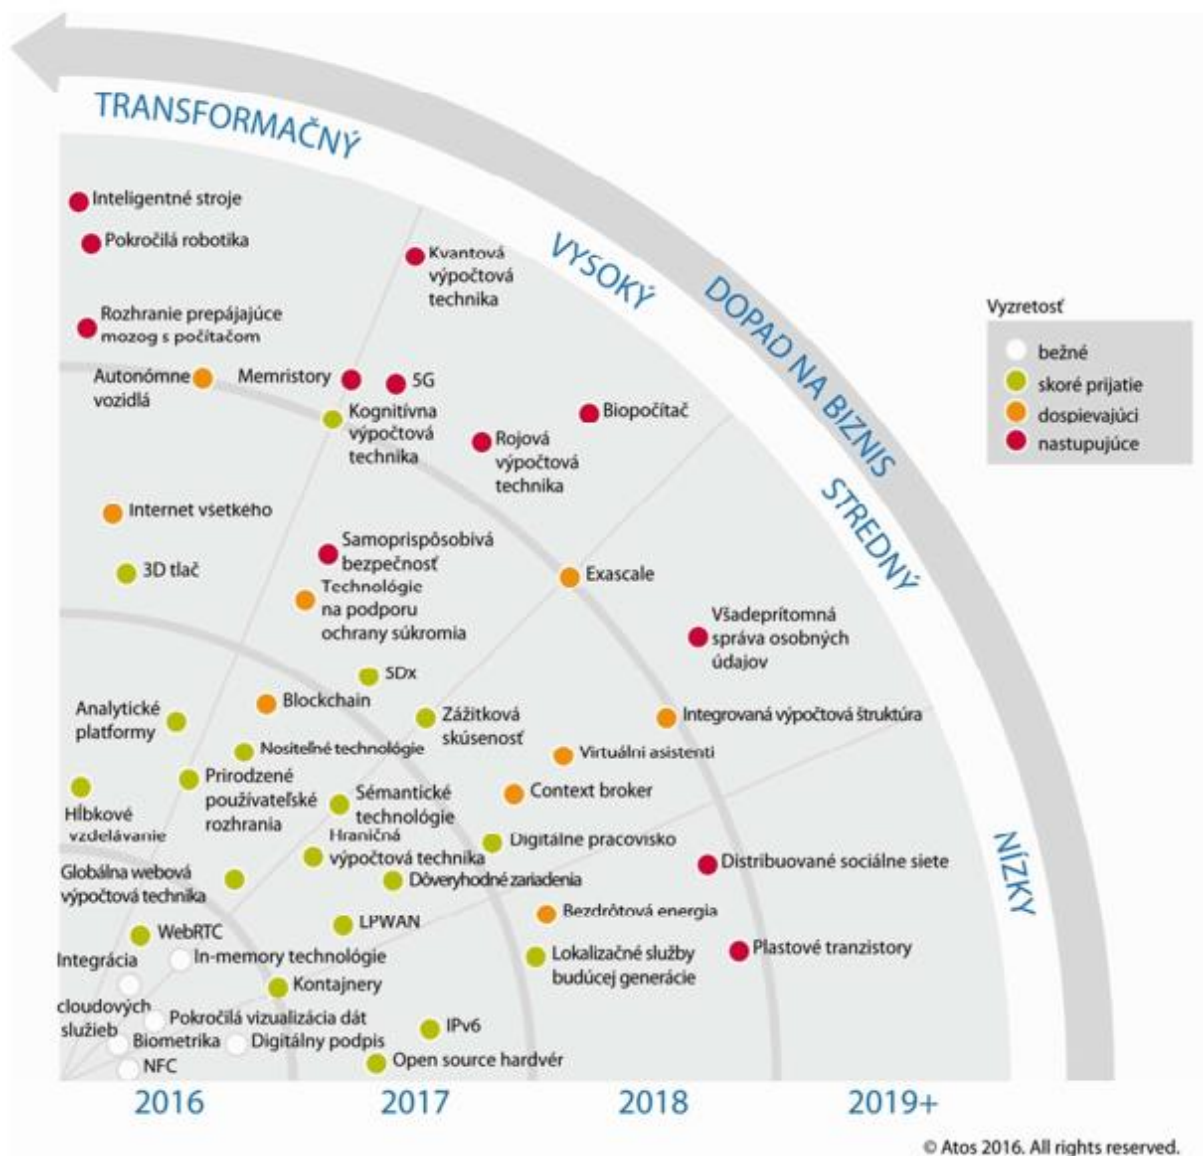 TRANSFORMAČNÝ
VYSOKÝ
DOPAD NA BIZNIS
STREDNÝ
NÍZKY
Inteligentné stroje
Pokročilá robotika
Kvantová
výpočtová
technika
Rozhranie prepájajúce
mozog s počítačom
Autonómne
vozidlá
Memristory
5G
Kognitívna
výpočtová
technika
Biopočítač
Rojová
výpočtová
technika
Internet všetkého
3D tlač
Samoprispôsobivá
bezpečnosť
Technológie
na podporu
ochrany súkromia
Exascale
Všadeprítomná
správa osobných
údajov
SDx
Blockchain
Analytické
platformy
Zážitková
skúsenosť
Integrovaná výpočtová štruktúra
Nositeľné technológie
Virtuálni asistenti
Prirodzené
používateľské
rozhrania
Sémantické
technológie
Context broker
Hĺbkové
vzdelávanie
Hraničná
výpočtová technika
Digitálne pracovisko
Globálna webová
výpočtová technika
Dôveryhodné zariadenia
Distribuované sociálne siete
LPWAN
Bezdrôtová energia
WebRTC
Integrácia
cloudových
služieb
In-memory technológie
Lokalizačné služby
budúcej generácie
Plastové tranzistory
Kontajnery
Pokročilá vizualizácia dát
IPv6
Biometrika
Digitálny podpis
NFC
Open source hardvér
2016
2017
2018
2019+
Vyzretosť
bežné
skoré prijatie
dospievajúci
nastupujúce
© Atos 2016. All rights reserved.